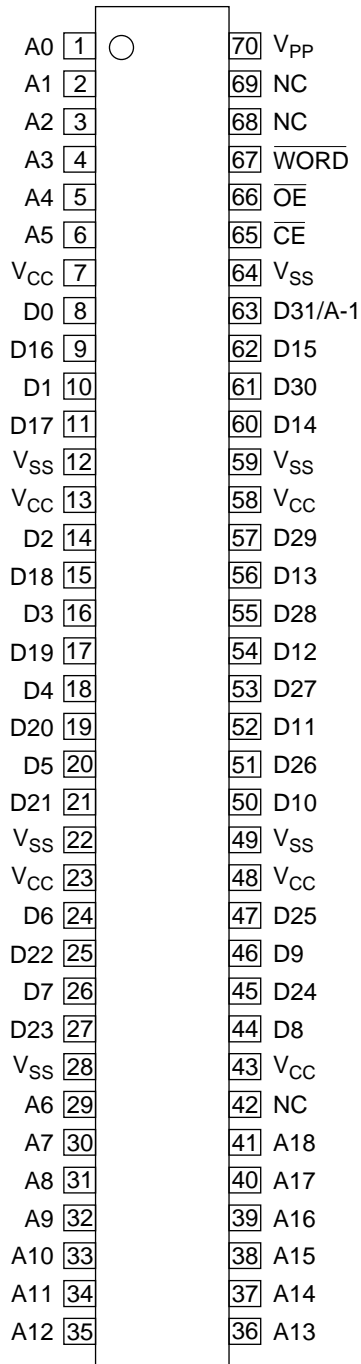 A0 1 70 VPP
A1 2 69 NC
A2 3 68 NC
A3 4 67 W̅O̅R̅D̅
A4 5 66 O̅E̅
A5 6 65 C̅E̅
VCC 7 64 VSS
D0 8 63 D31/A-1
D16 9 62 D15
D1 10 61 D30
D17 11 60 D14
VSS 12 59 VSS
VCC 13 58 VCC
D2 14 57 D29
D18 15 56 D13
D3 16 55 D28
D19 17 54 D12
D4 18 53 D27
D20 19 52 D11
D5 20 51 D26
D21 21 50 D10
VSS 22 49 VSS
VCC 23 48 VCC
D6 24 47 D25
D22 25 46 D9
D7 26 45 D24
D23 27 44 D8
VSS 28 43 VCC
A6 29 42 NC
A7 30 41 A18
A8 31 40 A17
A9 32 39 A16
A10 33 38 A15
A11 34 37 A14
A12 35 36 A13